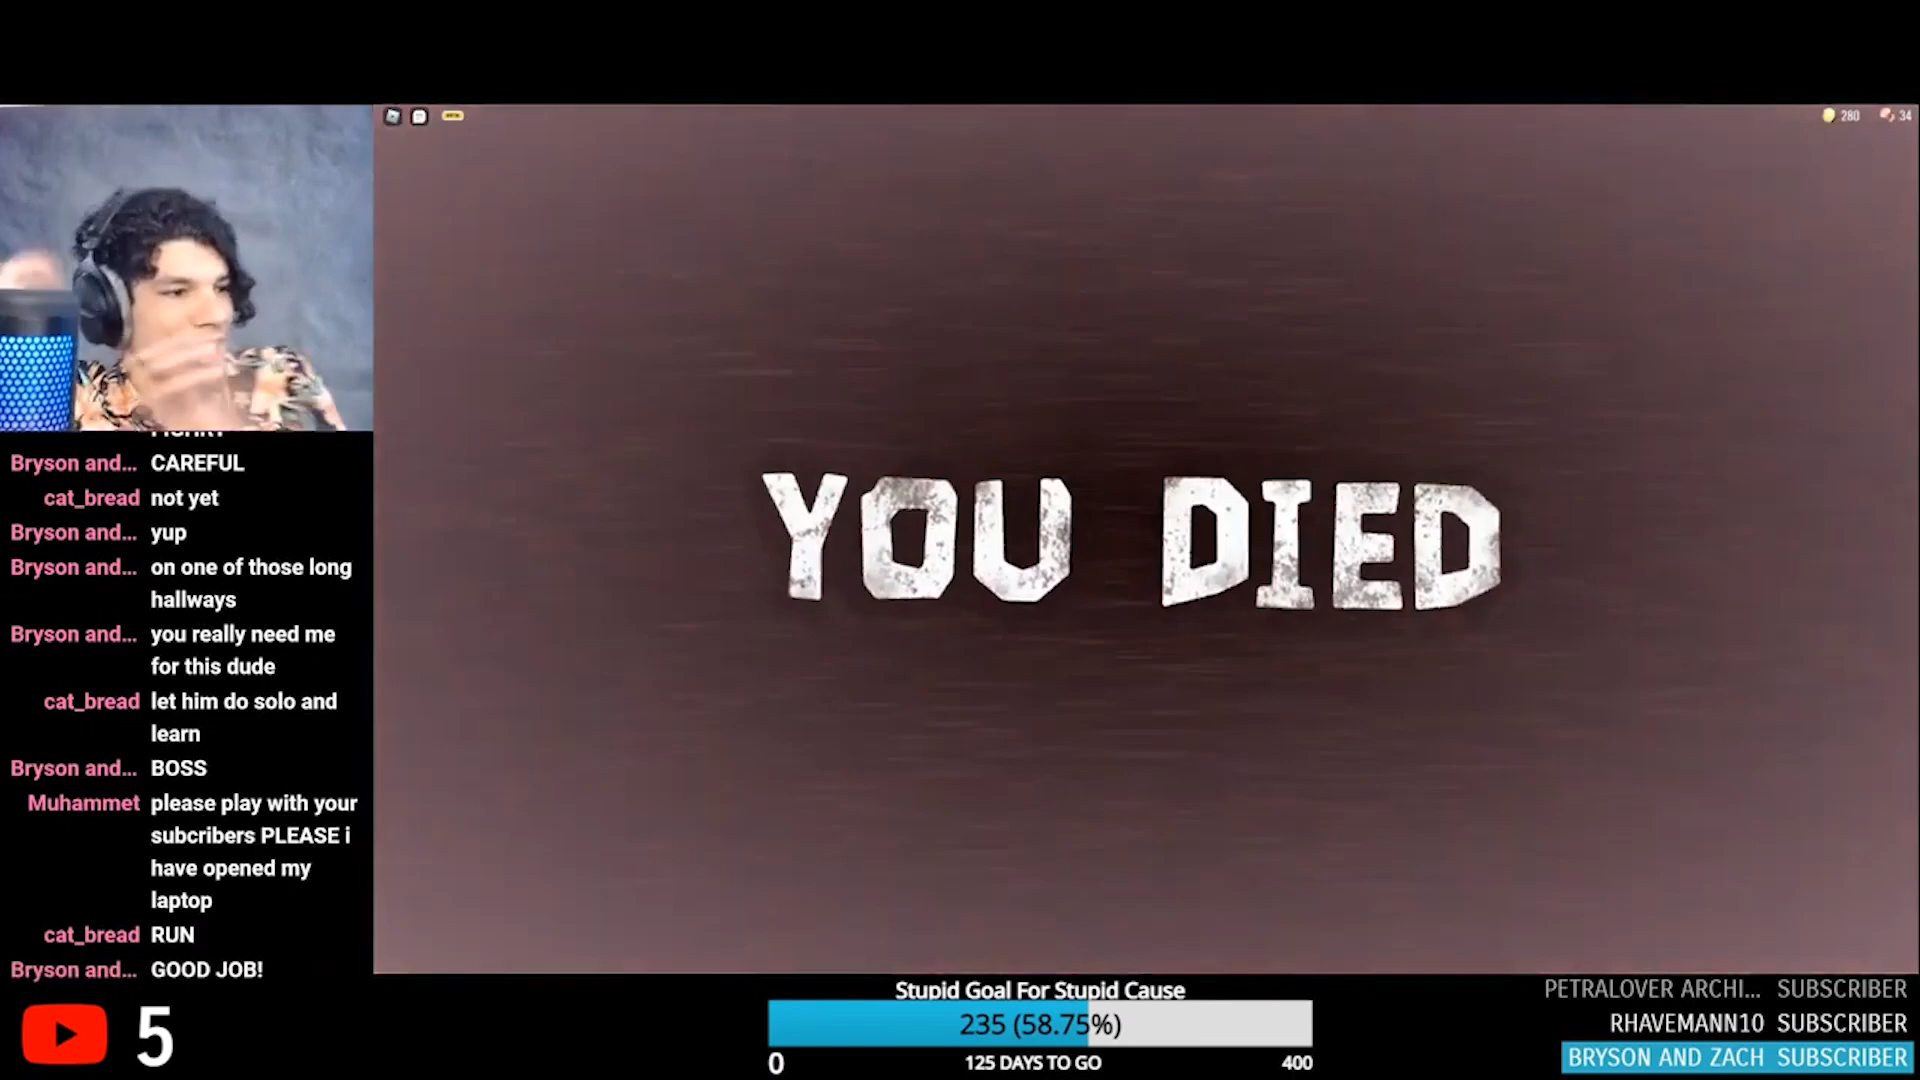 280
34
Bryson and... CAREFUL
cat_bread not yet
Bryson and... yup
Bryson and... on one of those long
hallways
Bryson and... you really need me
for this dude
cat_bread let him do solo and
learn
Bryson and... BOSS
Muhammet please play with your
subcribers PLEASE i
have opened my
laptop
cat_bread RUN
Bryson and... GOOD JOB!
YOU DIED
5
Stupid Goal For Stupid Cause
235 (58.75%)
0 125 DAYS TO GO 400
PETRALOVER ARCHI... SUBSCRIBER
RHAVEMANN10 SUBSCRIBER
BRYSON AND ZACH SUBSCRIBER